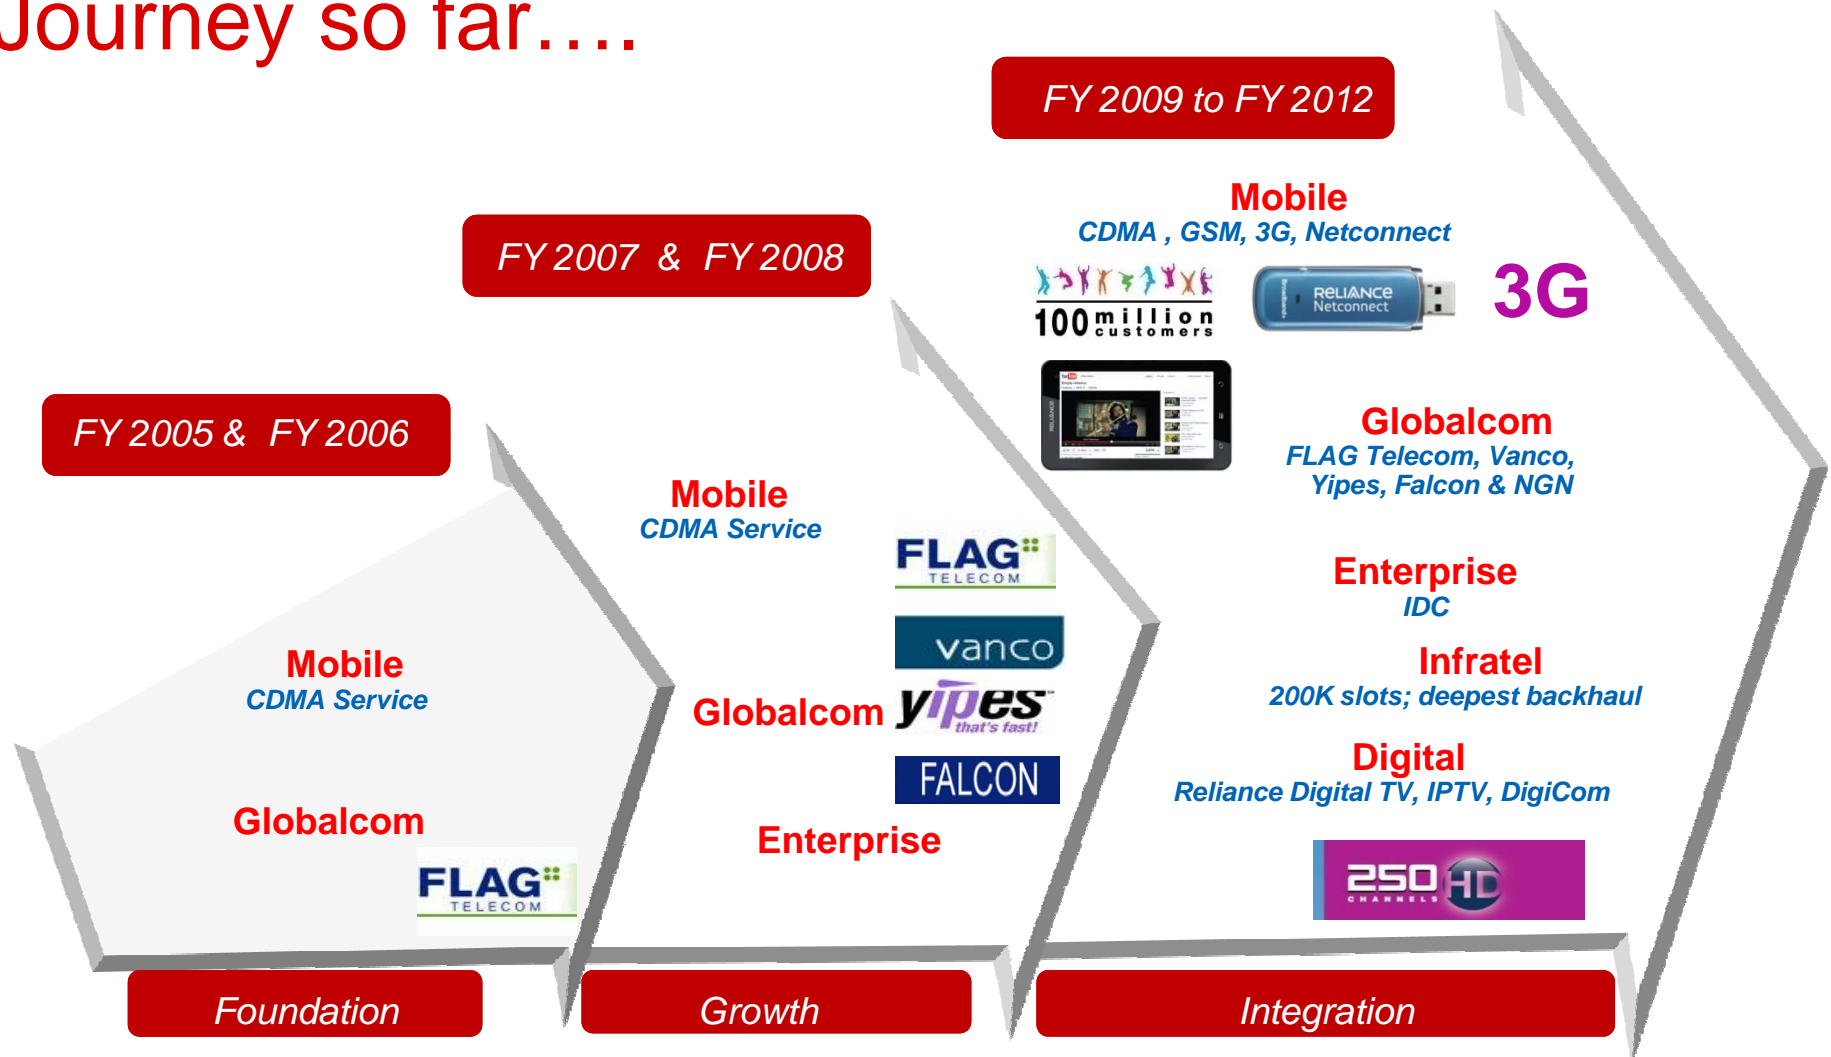 Journey so far....
FY 2009 to FY 2012
Mobile
CDMA , GSM, 3G, Netconnect
100 million
customers
Broadband+
RELIANCE
Netconnect
3G
RELIANCE
Globalcom
FLAG Telecom, Vanco,
Yipes, Falcon & NGN
Enterprise
IDC
Infratel
200K slots; deepest backhaul
Digital
Reliance Digital TV, IPTV, DigiCom
250 HD
CHANNELS
Integration
FY 2007 & FY 2008
Mobile
CDMA Service
FLAG
TELECOM
vanco
Globalcom
yipes
that's fast!
FALCON
Enterprise
Growth
FY 2005 & FY 2006
Mobile
CDMA Service
Globalcom
FLAG
TELECOM
Foundation